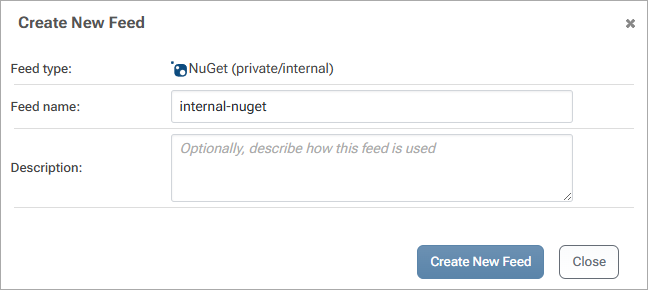 Create New Feed
Feed type: NuGet (private/internal)
Feed name: internal-nuget
Description: Optionally, describe how this feed is used
Create New Feed Close